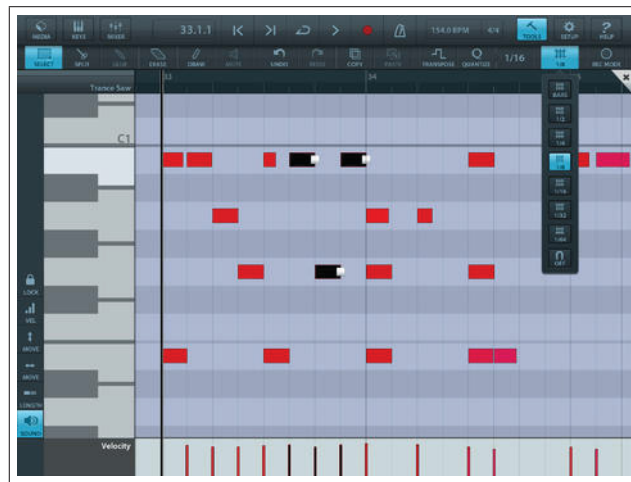 33.1.1
134.0 BPM
4/4
MEDIA
KEYS
MIXER
TOOLS
SETUP
HELP
SELECT
SPLIT
GLUE
ERASE
DRAW
MUTE
UNDO
REDO
COPY
PASTE
TRANSPOSE
QUANTIZE
1/16
1/8
REC MODE
Trance Saw
33
34
BARS
1/2
1/4
1/8
1/16
1/32
1/64
OFF
C1
LOCK
VEL
MOVE
MOVE
LENGTH
SOUND
Velocity